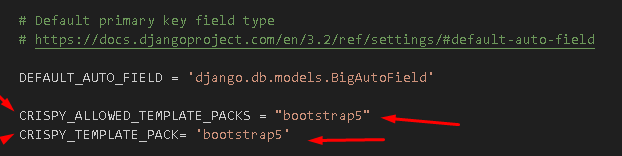 # Default primary key field type
# https://docs.djangoproject.com/en/3.2/ref/settings/#default-auto-field
DEFAULT_AUTO_FIELD = 'django.db.models.BigAutoField'
CRISPY_ALLOWED_TEMPLATE_PACKS = "bootstrap5"
CRISPY_TEMPLATE_PACK= 'bootstrap5'